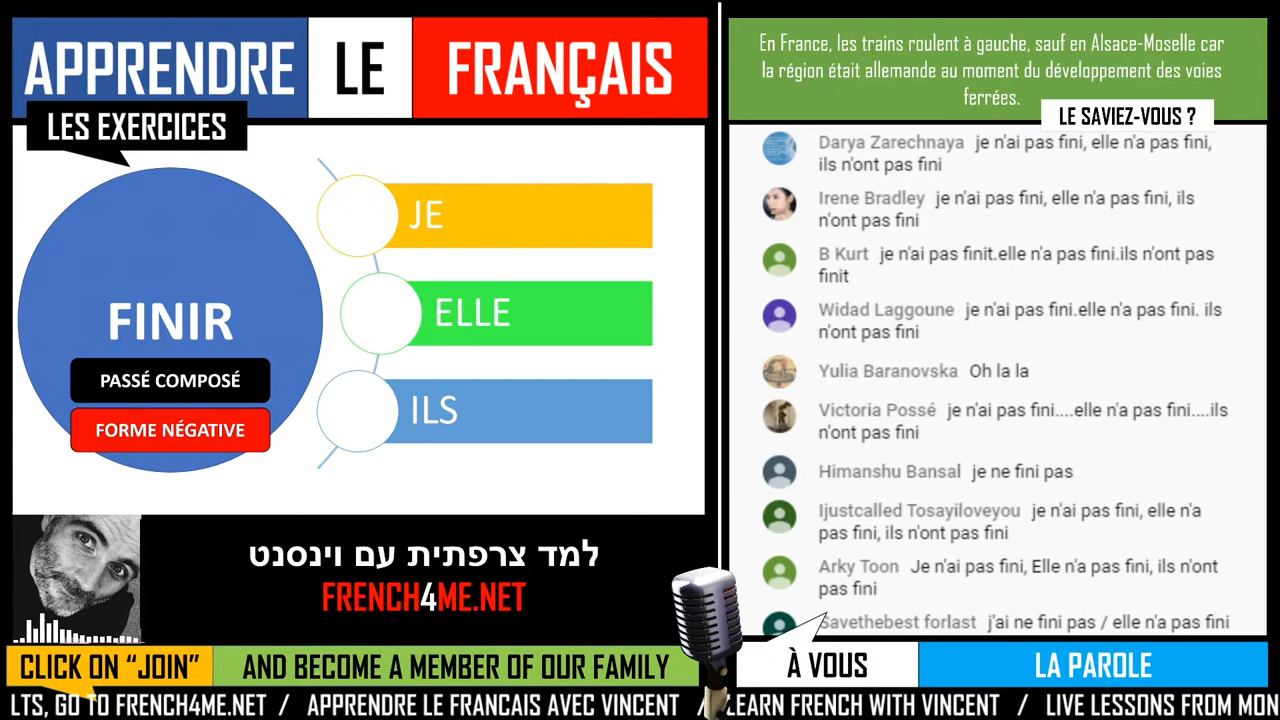 APPRENDRE LE FRANÇAIS
LES EXERCICES
FINIR
PASSÉ COMPOSÉ
FORME NÉGATIVE
JE
ELLE
ILS
למד צרפתית עם וינסנט
FRENCH4ME.NET
CLICK ON “JOIN” AND BECOME A MEMBER OF OUR FAMILY
En France, les trains roulent à gauche, sauf en Alsace-Moselle car
la région était allemande au moment du développement des voies
ferrées.
LE SAVIEZ-VOUS ?
Darya Zarechnaya je n'ai pas fini, elle n'a pas fini,
ils n'ont pas fini
Irene Bradley je n'ai pas fini, elle n'a pas fini, ils
n'ont pas fini
B Kurt je n'ai pas finit.elle n'a pas fini.ils n'ont pas
finit
Widad Laggoune je n'ai pas fini.elle n'a pas fini. ils
n'ont pas fini
Yulia Baranovska Oh la la
Victoria Possé je n'ai pas fini....elle n'a pas fini....ils
n'ont pas fini
Himanshu Bansal je ne fini pas
Ijustcalled Tosayiloveyou je n'ai pas fini, elle n'a
pas fini, ils n'ont pas fini
Arky Toon Je n'ai pas fini, Elle n'a pas fini, ils n'ont
pas fini
Savethebest forlast j'ai ne fini pas / elle n'a pas fini
À VOUS LA PAROLE
LTS, GO TO FRENCH4ME.NET / APPRENDRE LE FRANCAIS AVEC VINCENT / LEARN FRENCH WITH VINCENT / LIVE LESSONS FROM MON